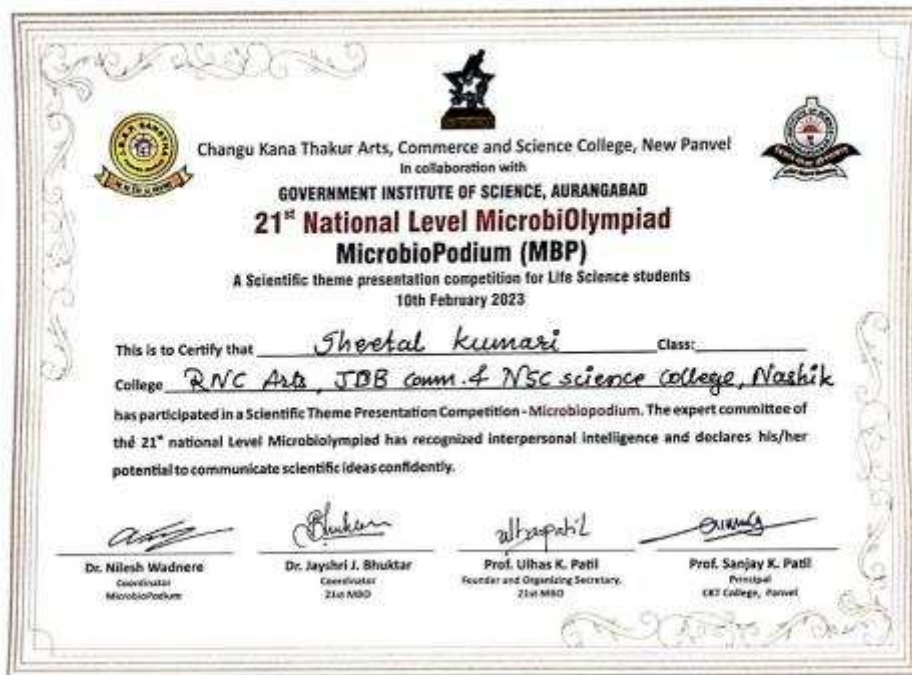 Changu Kana Thakur Arts, Commerce and Science College, New Panvel
In collaboration with
GOVERNMENT INSTITUTE OF SCIENCE, AURANGABAD
21st National Level MicrobiOlympiad
MicrobioPodium (MBP)
A Scientific theme presentation competition for Life Science students
10th February 2023
This is to Certify that Sheetal Kumari Class:
College RNC Arts, JDB Comm. & NSC science college, Nashik
has participated in a Scientific Theme Presentation Competition - Microbiopodium. The expert committee of
the 21st national Level Microbiolympiad has recognized interpersonal intelligence and declares his/her
potential to communicate scientific ideas confidently.
Dr. Nilesh Wadnere
Coordinator
MicrobioPodium
Dr. Jayshri J. Bhuktar
Coordinator
21st MBO
Prof. Ulhas K. Patil
Founder and Organizing Secretary,
21st MBO
Prof. Sanjay K. Patil
Principal
CKT College, Panvel